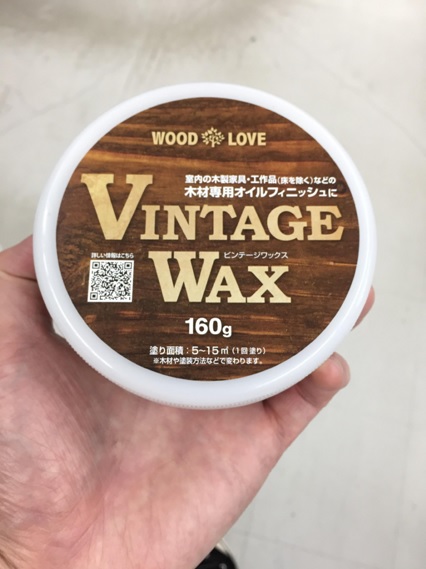 WOOD LOVE
室内の木製家具・工作品(床を除く)などの
木材専用オイルフィニッシュに
VINTAGE
詳しい情報はこちら
ビンテージワックス
WAX
160g
塗り面積:5~15㎡(1回塗り)
※木材や塗装方法などで変わります。